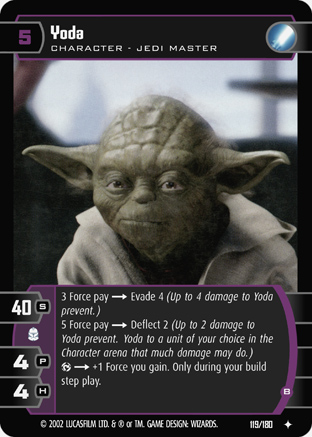 5 Yoda
CHARACTER - JEDI MASTER
3 Force pay → Evade 4 (Up to 4 damage to Yoda
prevent.)
40 S
5 Force pay → Deflect 2 (Up to 2 damage to
Yoda prevent. Yoda to a unit of your choice in the
Character arena that much damage may do.)
4 P
→ +1 Force you gain. Only during your build
step play.
4 H
B
© 2002 LUCASFILM LTD. & ® or TM. GAME DESIGN: WIZARDS. 119/180